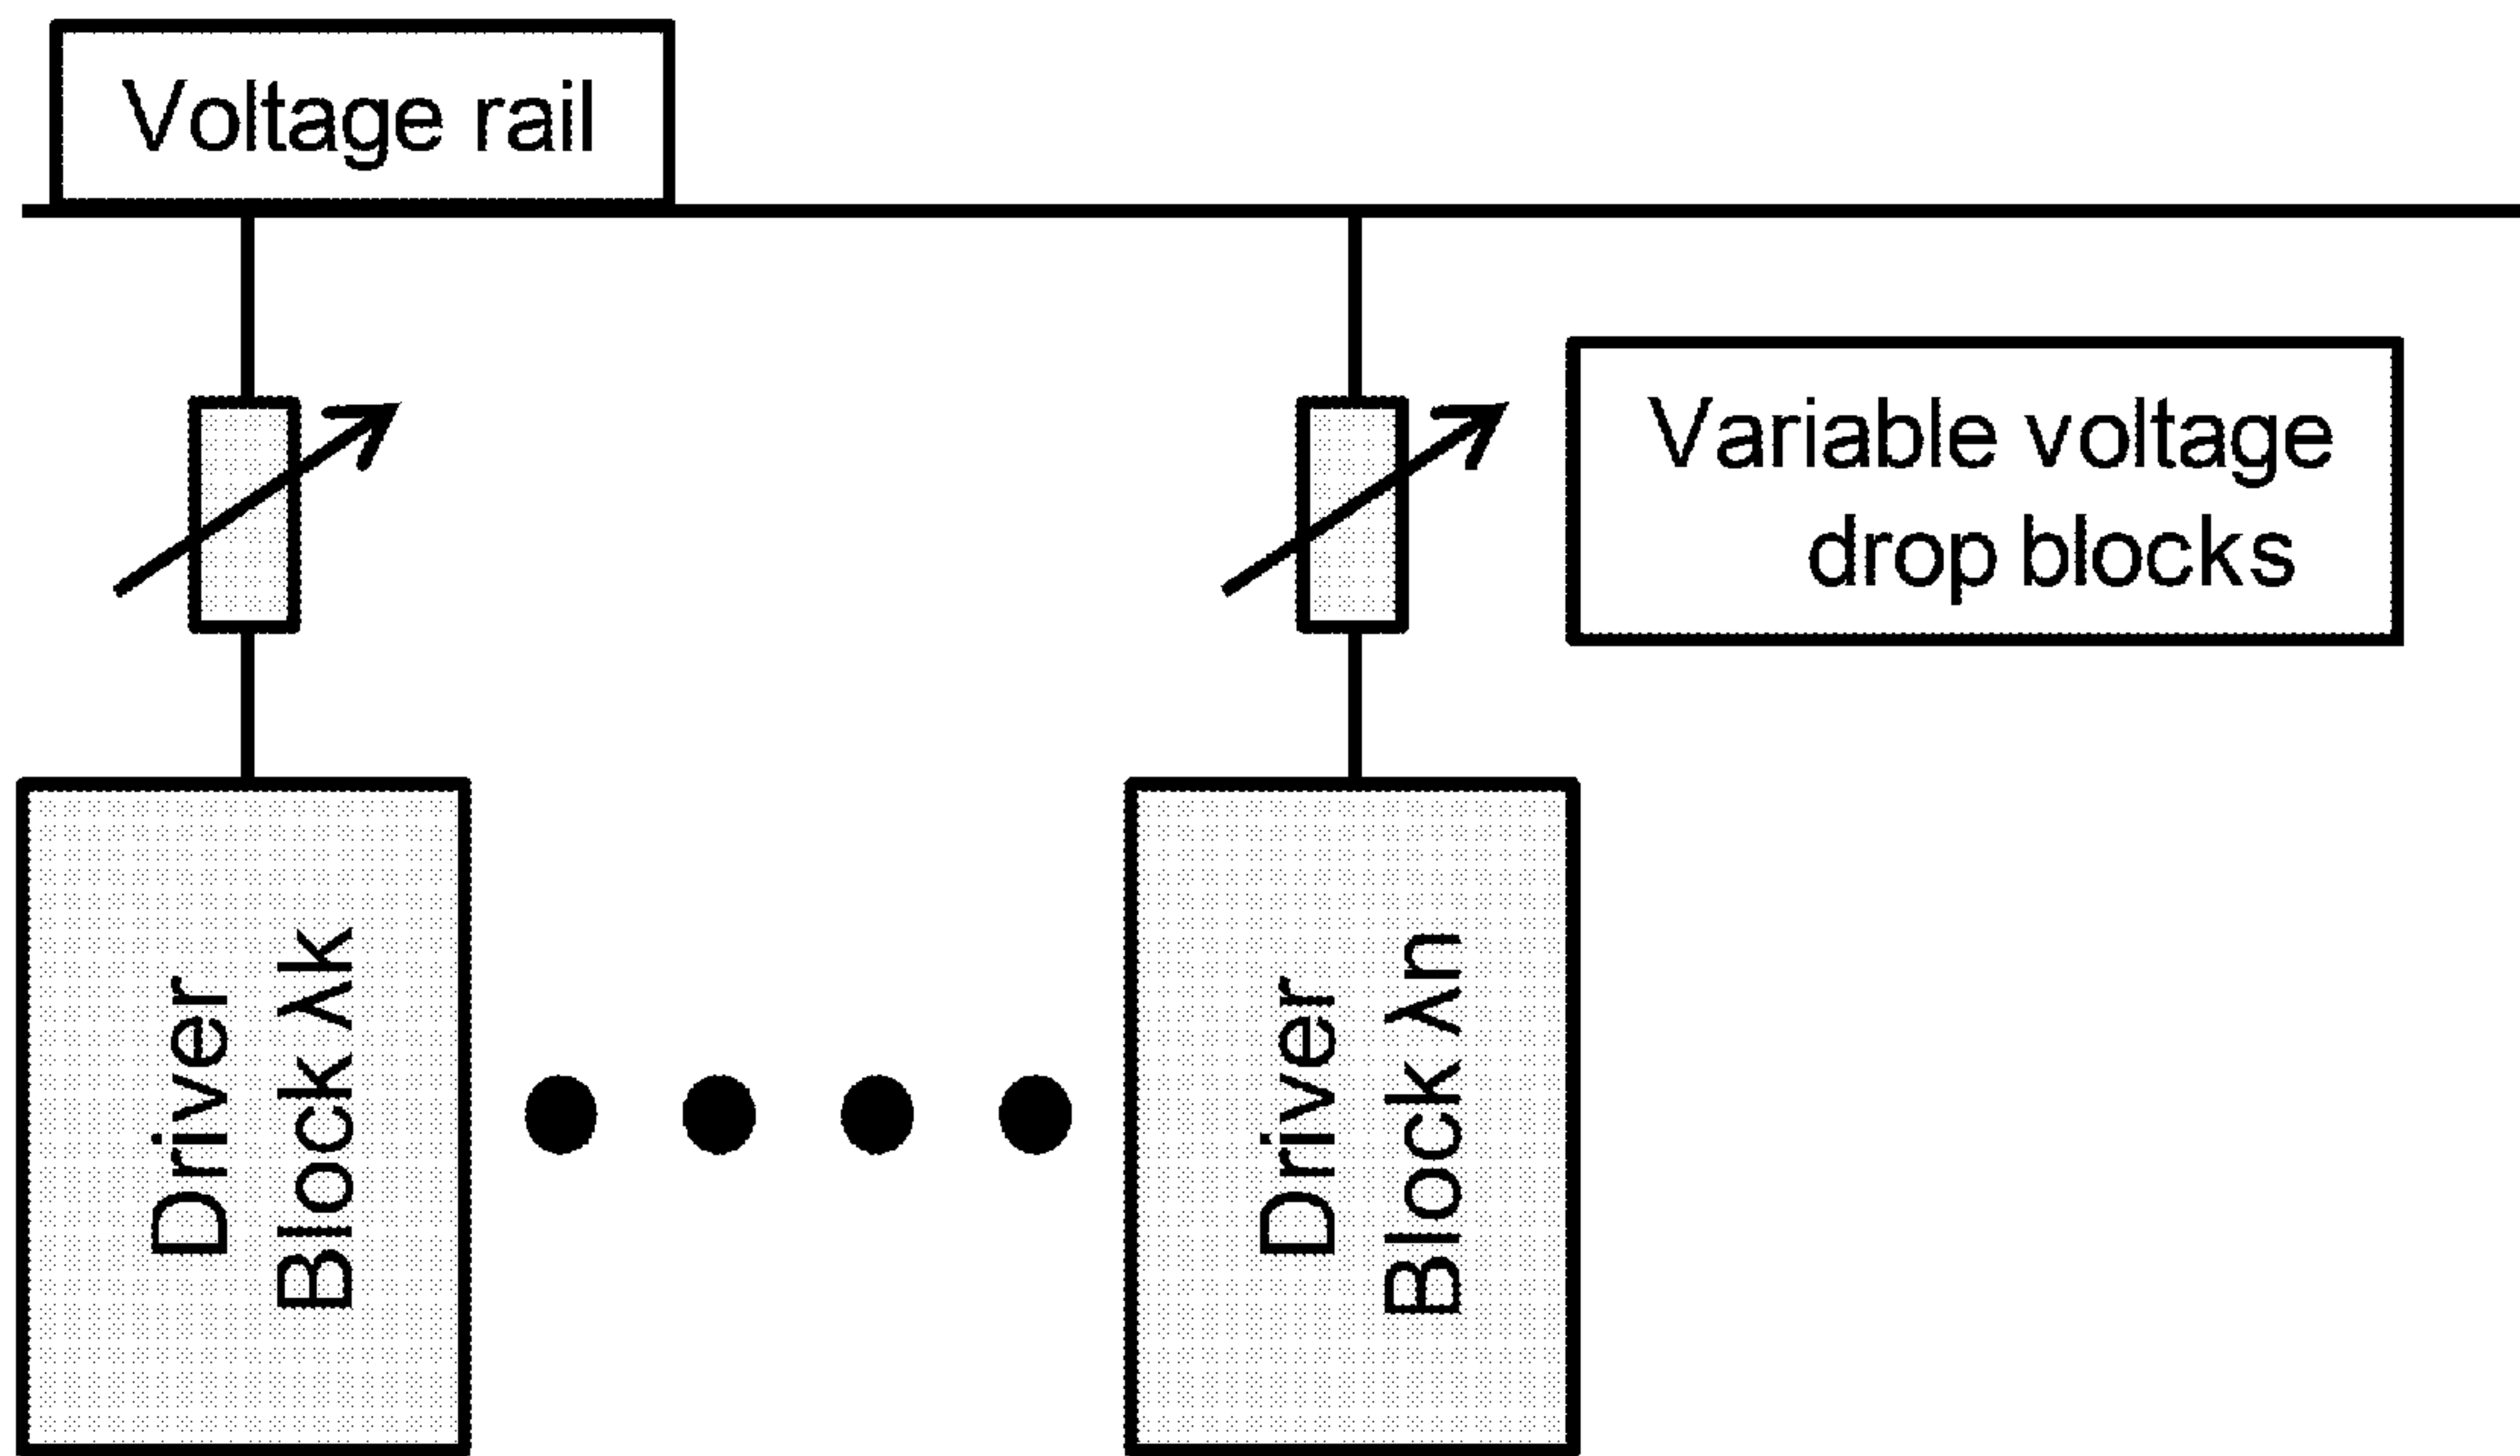 Voltage rail
Variable voltage
drop blocks
Driver
Block λk
Driver
Block λn